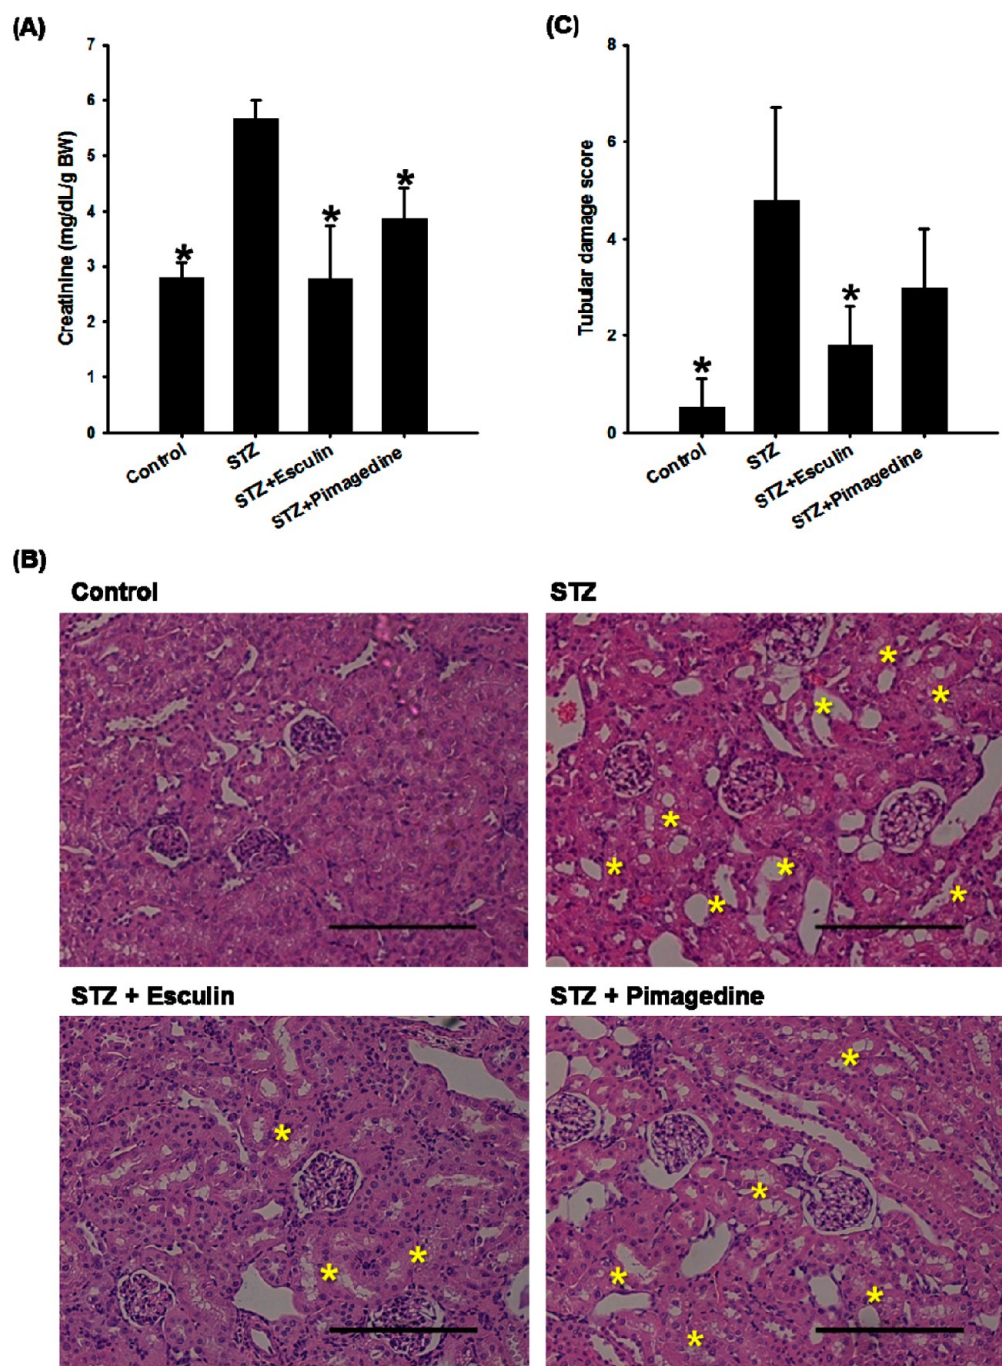 (A)
7
6
5
4
3
2
1
0
Creatinine (mg/dL/g BW)
*
*
*
Control
STZ
STZ+Esculin
STZ+Pimagedine
(C)
8
6
4
2
0
Tubular damage score
*
*
Control
STZ
STZ+Esculin
STZ+Pimagedine
(B)
Control
STZ
* * * * * * * *
STZ + Esculin
STZ + Pimagedine
* * *
* * * * *